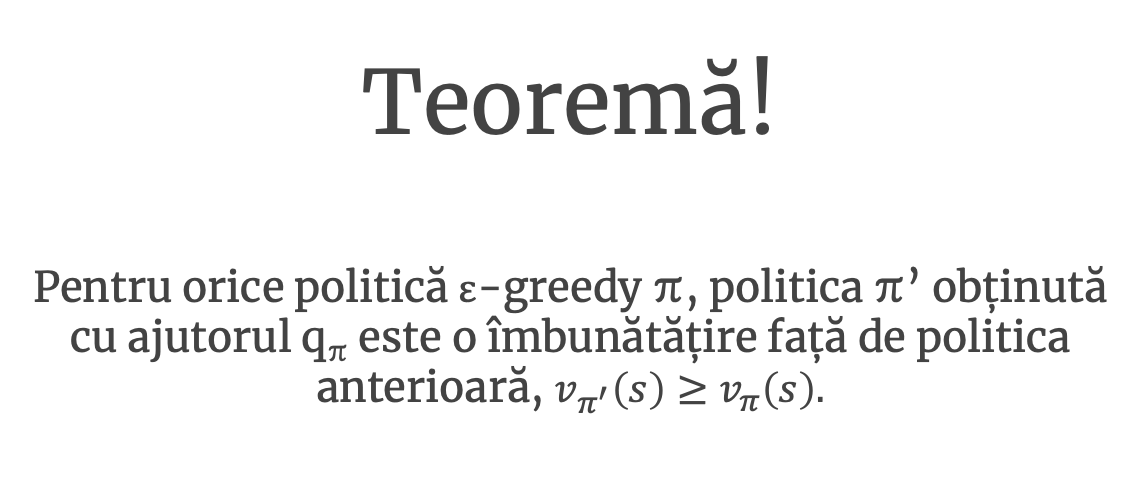 Teoremă!
Pentru orice politică ε-greedy π, politica π’ obținută
cu ajutorul qπ este o îmbunătățire față de politica
anterioară, vπ′(s) ≥ vπ(s).